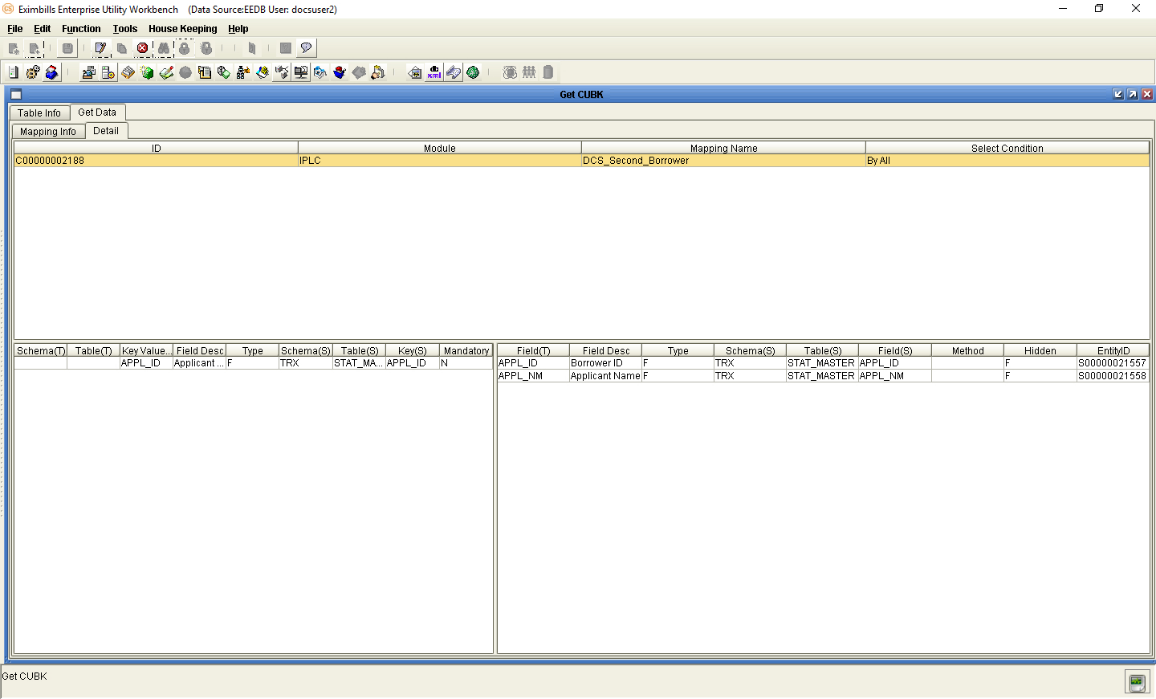 Eximbills Enterprise Utility Workbench (Data Source:EEDB User: docsuser2)
File Edit Function Tools House Keeping Help
Get CUBK
Table Info Get Data
Mapping Info Detail
ID Module Mapping Name Select Condition
C00000002188 IPLC DCS_Second_Borrower By All
Schema(T) Table(T) Key Value... Field Desc Type Schema(S) Table(S) Key(S) Mandatory Field(T) Field Desc Type Schema(S) Table(S) Field(S) Method Hidden EntityID
APPL_ID Applicant ... F TRX STAT_MA... APPL_ID N APPL_ID Borrower ID F TRX STAT_MASTER APPL_ID F S00000021557
APPL_NM Applicant Name F TRX STAT_MASTER APPL_NM F S00000021558
Get CUBK